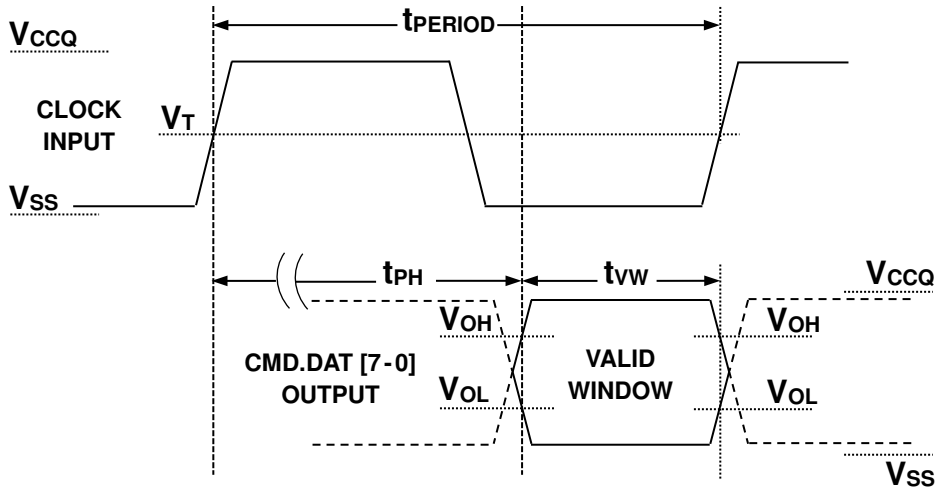 tPERIOD
VCCQ
CLOCK
INPUT
VT
VSS
tPH
tVW
VCCQ
VOH
VOH
CMD.DAT [7-0]
OUTPUT
VALID
WINDOW
VOL
VOL
VSS